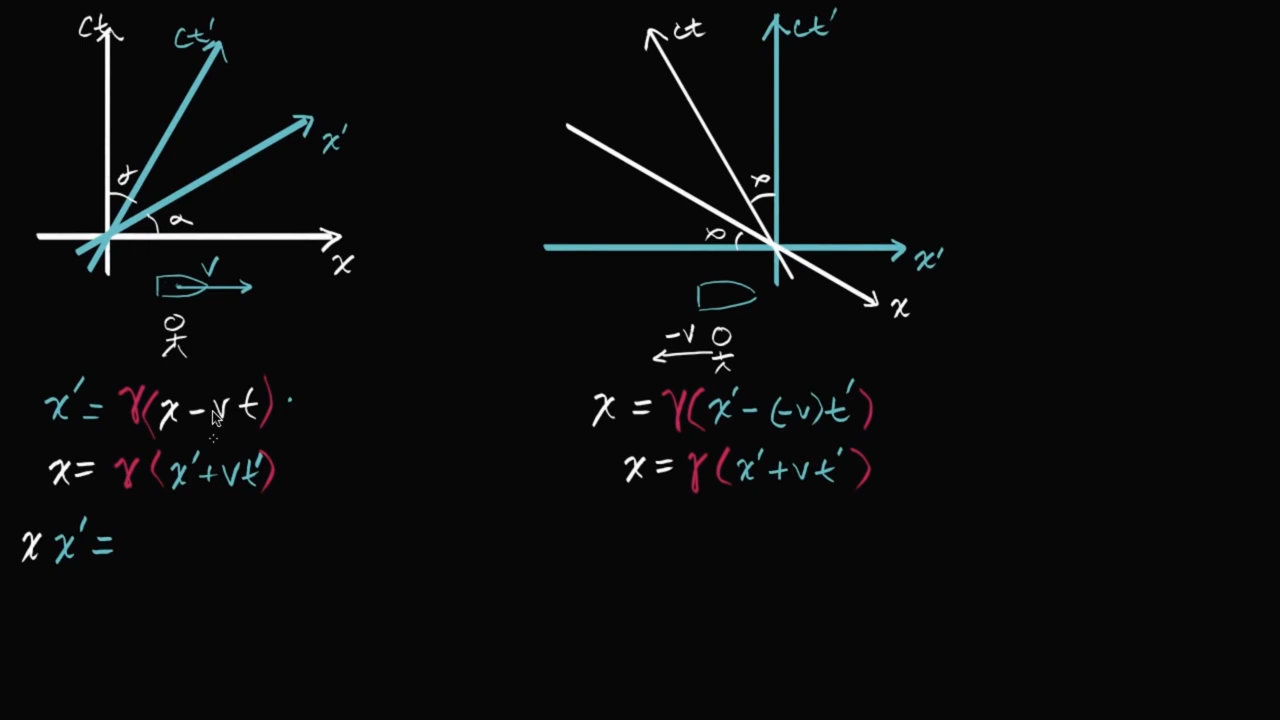 ct
ct'
x'
α
α
x
v
x' = γ(x - vt) ·
x = γ(x' + vt')
x x' =
ct
ct'
α
α
x'
x
-v
x = γ(x' - (-v)t')
x = γ(x' + vt')